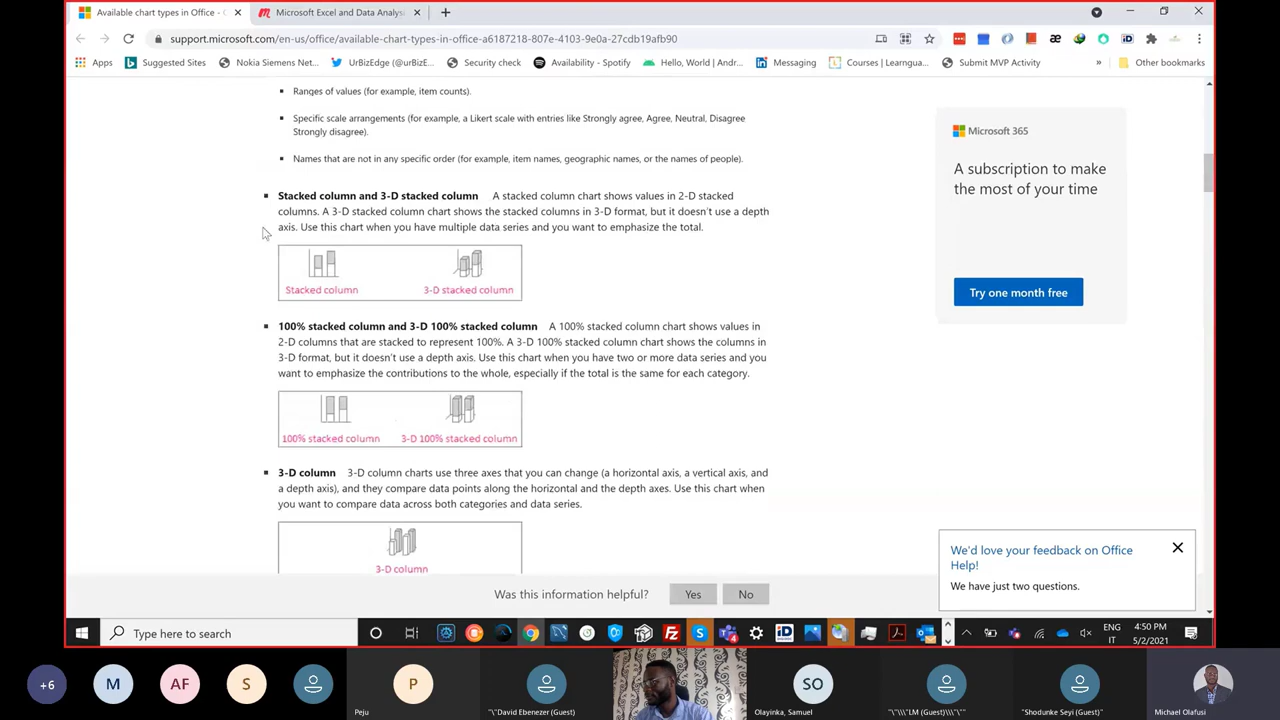 Available chart types in Office -
Microsoft Excel and Data Analys
support.microsoft.com/en-us/office/available-chart-types-in-office-a6187218-807e-4103-9e0a-27cdb19afb90
Apps
Suggested Sites
Nokia Siemens Net...
UrBizEdge (@urBizE...
Security check
Availability - Spotify
Hello, World | Andr...
Messaging
Courses | Learngua...
Submit MVP Activity
»
Other bookmarks
Ranges of values (for example, item counts).
Specific scale arrangements (for example, a Likert scale with entries like Strongly agree, Agree, Neutral, Disagree
Strongly disagree).
Names that are not in any specific order (for example, item names, geographic names, or the names of people).
Stacked column and 3-D stacked column A stacked column chart shows values in 2-D stacked
columns. A 3-D stacked column chart shows the stacked columns in 3-D format, but it doesn't use a depth
axis. Use this chart when you have multiple data series and you want to emphasize the total.
Stacked column
3-D stacked column
100% stacked column and 3-D 100% stacked column A 100% stacked column chart shows values in
2-D columns that are stacked to represent 100%. A 3-D 100% stacked column chart shows the columns in
3-D format, but it doesn't use a depth axis. Use this chart when you have two or more data series and you
want to emphasize the contributions to the whole, especially if the total is the same for each category.
100% stacked column
3-D 100% stacked column
3-D column 3-D column charts use three axes that you can change (a horizontal axis, a vertical axis, and
a depth axis), and they compare data points along the horizontal and the depth axes. Use this chart when
you want to compare data across both categories and data series.
3-D column
Microsoft 365
A subscription to make
the most of your time
Try one month free
We'd love your feedback on Office
Help!
We have just two questions.
Was this information helpful?
Yes
No
Type here to search
ENG
IT
4:50 PM
5/2/2021
+6
M
AF
S
P
Peju
"\"David Ebenezer (Guest)
SO
Olayinka, Samuel
"\"\\\"LM (Guest)\\\"\""
"\"Shodunke Seyi (Guest)"
Michael Olafusi